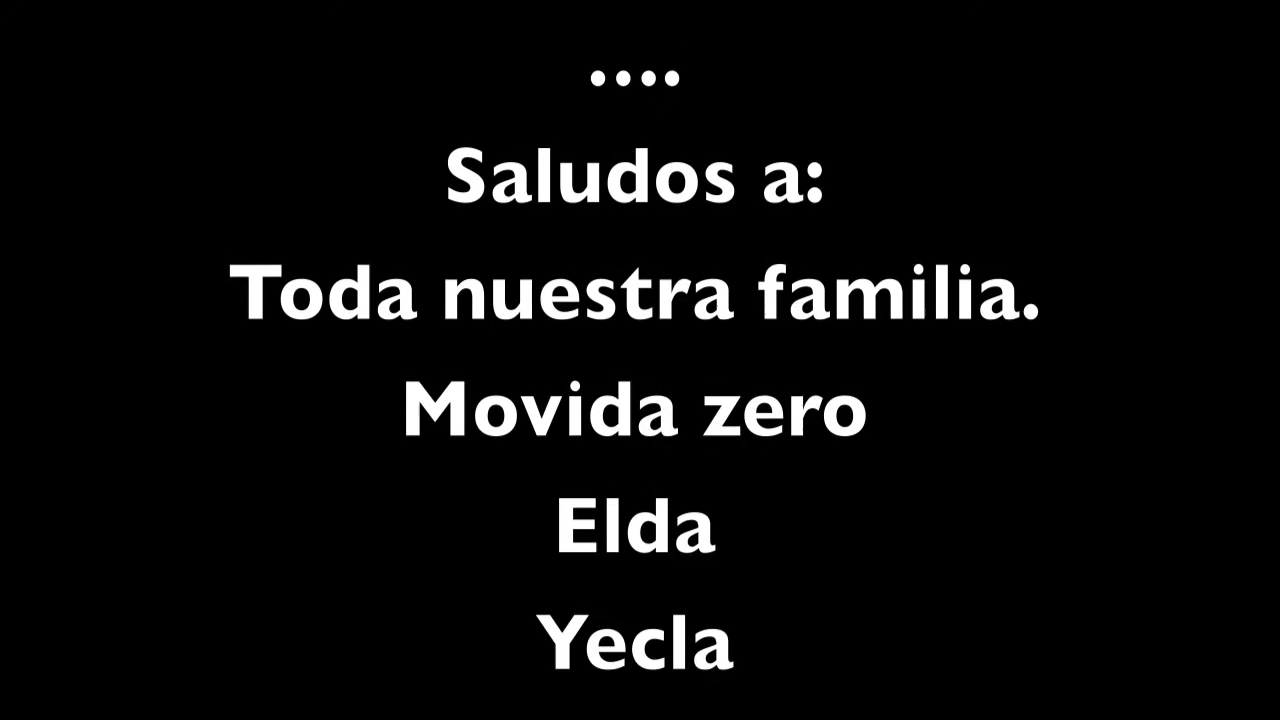 ....
Saludos a:
Toda nuestra familia.
Movida zero
Elda
Yecla